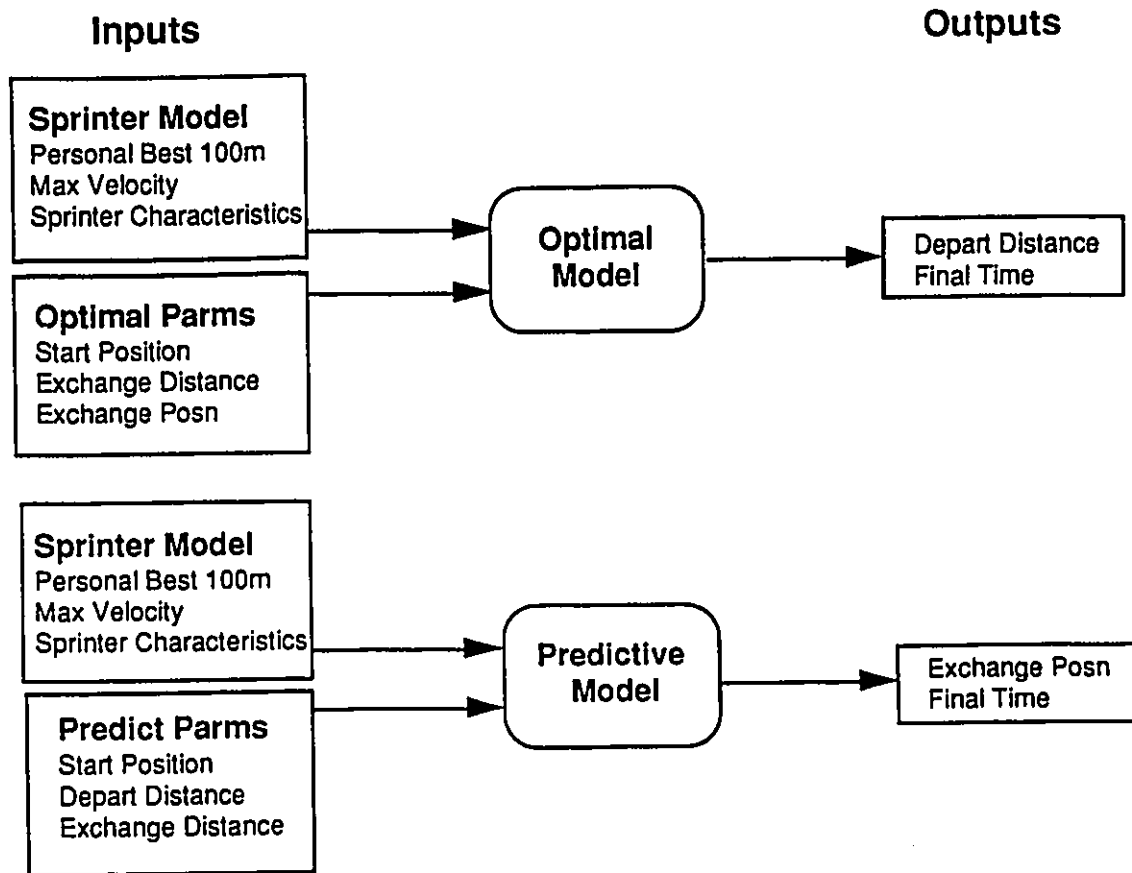 Inputs
Outputs
Sprinter Model
Personal Best 100m
Max Velocity
Sprinter Characteristics
Optimal Parms
Start Position
Exchange Distance
Exchange Posn
Optimal
Model
Depart Distance
Final Time
Sprinter Model
Personal Best 100m
Max Velocity
Sprinter Characteristics
Predict Parms
Start Position
Depart Distance
Exchange Distance
Predictive
Model
Exchange Posn
Final Time